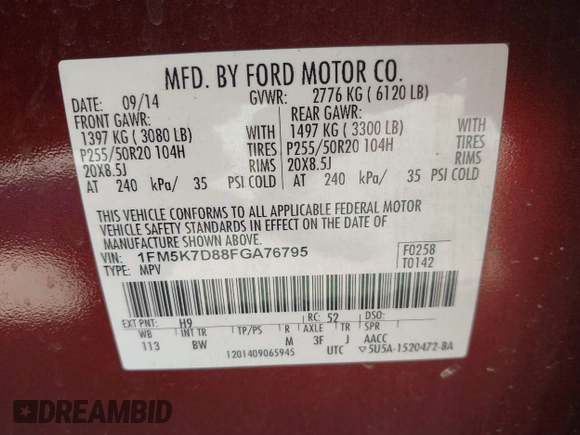 MFD. BY FORD MOTOR CO.
DATE: 09/14 GVWR: 2776 KG ( 6120 LB)
FRONT GAWR: REAR GAWR:
1397 KG ( 3080 LB) WITH 1497 KG ( 3300 LB) WITH
P255/50R20 104H TIRES P255/50R20 104H TIRES
20X8.5J RIMS 20X8.5J RIMS
AT 240 kPa/ 35 PSI COLD AT 240 kPa/ 35 PSI COLD
THIS VEHICLE CONFORMS TO ALL APPLICABLE FEDERAL MOTOR
VEHICLE SAFETY STANDARDS IN EFFECT ON THE DATE OF
MANUFACTURE SHOWN ABOVE.
VIN: 1FM5K7D88FGA76795 F0258
TYPE: MPV T0142
EXT PNT: H9 RC: 52 DSO:
WB INT TR TP/PS R AXLE TR SPR
113 BW M 3F J AACC
1201409065945 UTC ▽5U5A-1520472-BA
DREAMBID